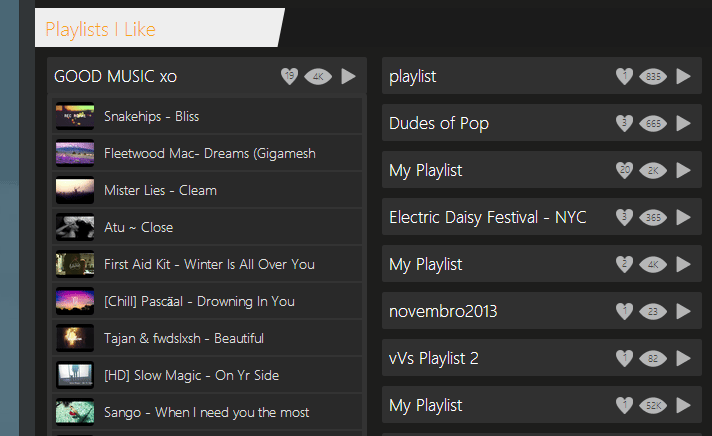 Playlists I Like
GOOD MUSIC xo 19 4K
Snakehips - Bliss
Fleetwood Mac- Dreams (Gigamesh
Mister Lies - Cleam
Atu ~ Close
First Aid Kit - Winter Is All Over You
[Chill] Pascãal - Drowning In You
Tajan & fwdslxsh - Beautiful
[HD] Slow Magic - On Yr Side
Sango - When I need you the most
playlist 1 835
Dudes of Pop 3 665
My Playlist 20 2K
Electric Daisy Festival - NYC 3 365
My Playlist 2 4K
novembro2013 1 23
vVs Playlist 2 1 82
My Playlist 1 52K